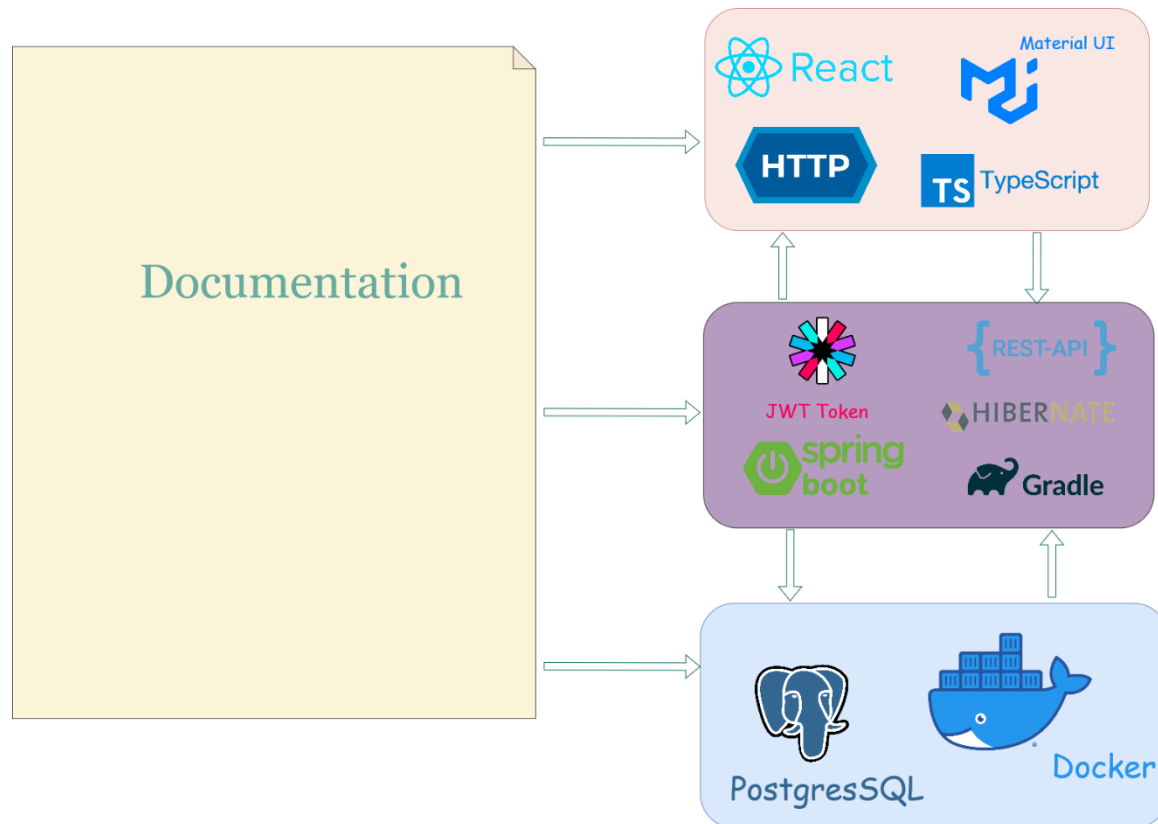 Documentation
React
Material UI
HTTP
TS TypeScript
JWT Token
{REST-API}
HIBERNATE
spring
boot
Gradle
PostgresSQL
Docker